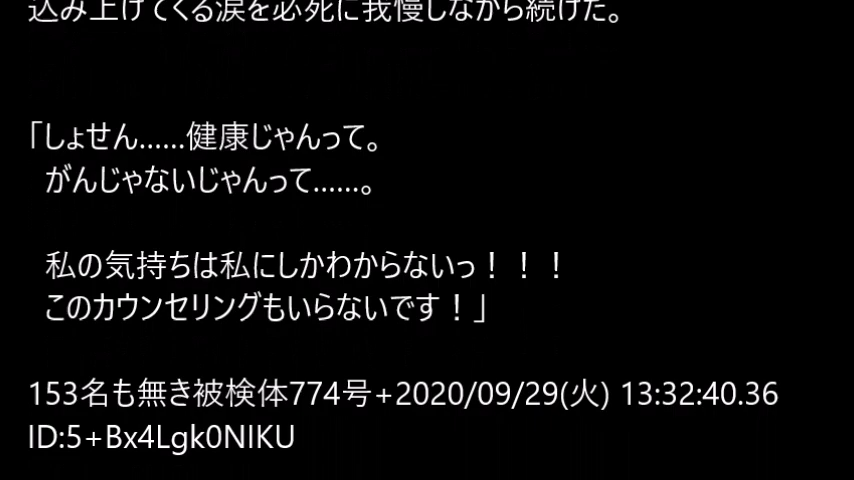 込み上げてくる涙を必死に我慢しながら続けた。
「しょせん……健康じゃんって。
がんじゃないじゃんって……。
私の気持ちは私にしかわからないっ！！！
このカウンセリングもいらないです！」
153名も無き被検体774号+2020/09/29(火) 13:32:40.36
ID:5+Bx4Lgk0NIKU